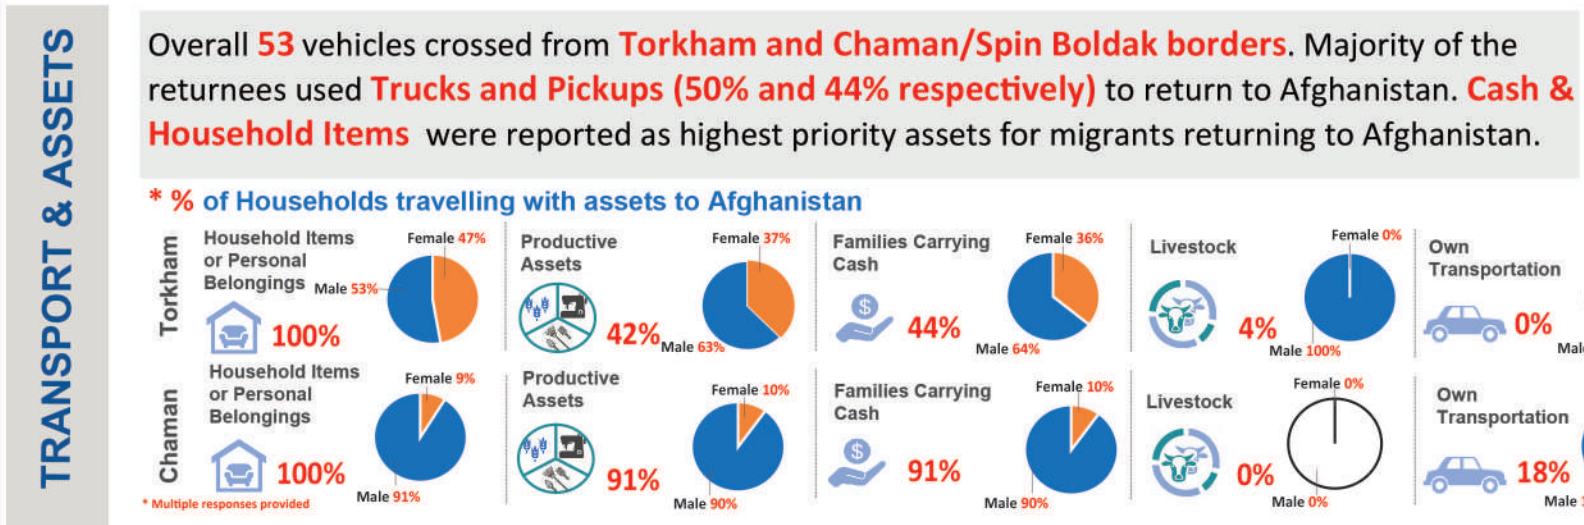 TRANSPORT & ASSETS
Overall 53 vehicles crossed from Torkham and Chaman/Spin Boldak borders. Majority of the
returnees used Trucks and Pickups (50% and 44% respectively) to return to Afghanistan. Cash &
Household Items were reported as highest priority assets for migrants returning to Afghanistan.
* % of Households travelling with assets to Afghanistan
Torkham
Household Items
or Personal
Belongings
100%
Female 47%
Male 53%
Productive
Assets
42%
Female 37%
Male 63%
Families Carrying
Cash
44%
Female 36%
Male 64%
Livestock
4%
Female 0%
Male 100%
Own
Transportation
0%
Chaman
Household Items
or Personal
Belongings
100%
Female 9%
Male 91%
Productive
Assets
91%
Female 10%
Male 90%
Families Carrying
Cash
91%
Female 10%
Male 90%
Livestock
0%
Female 0%
Male 0%
Own
Transportation
18%
Male
* Multiple responses provided